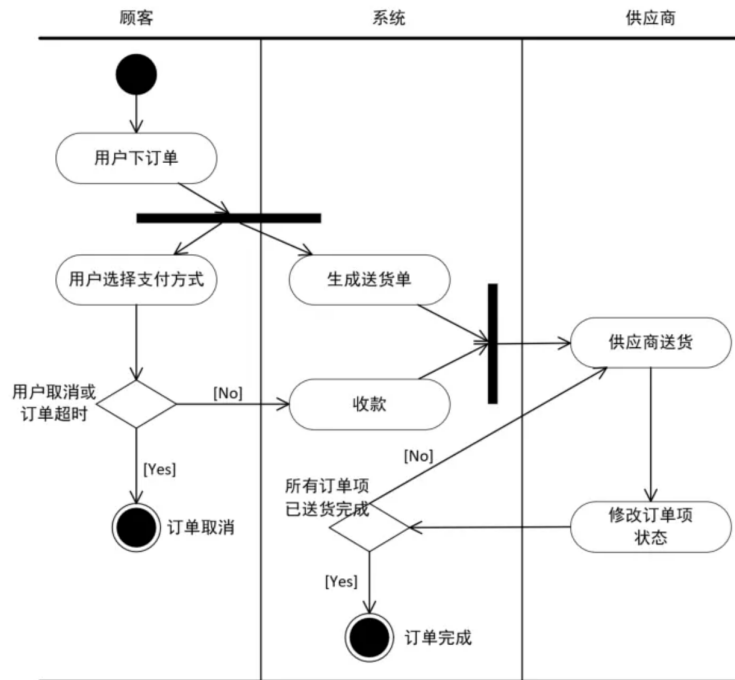 顾客
系统
供应商
用户下订单
用户选择支付方式
生成送货单
供应商送货
用户取消或
订单超时
[No]
收款
[No]
[Yes]
所有订单项
已送货完成
订单取消
修改订单项
状态
[Yes]
订单完成